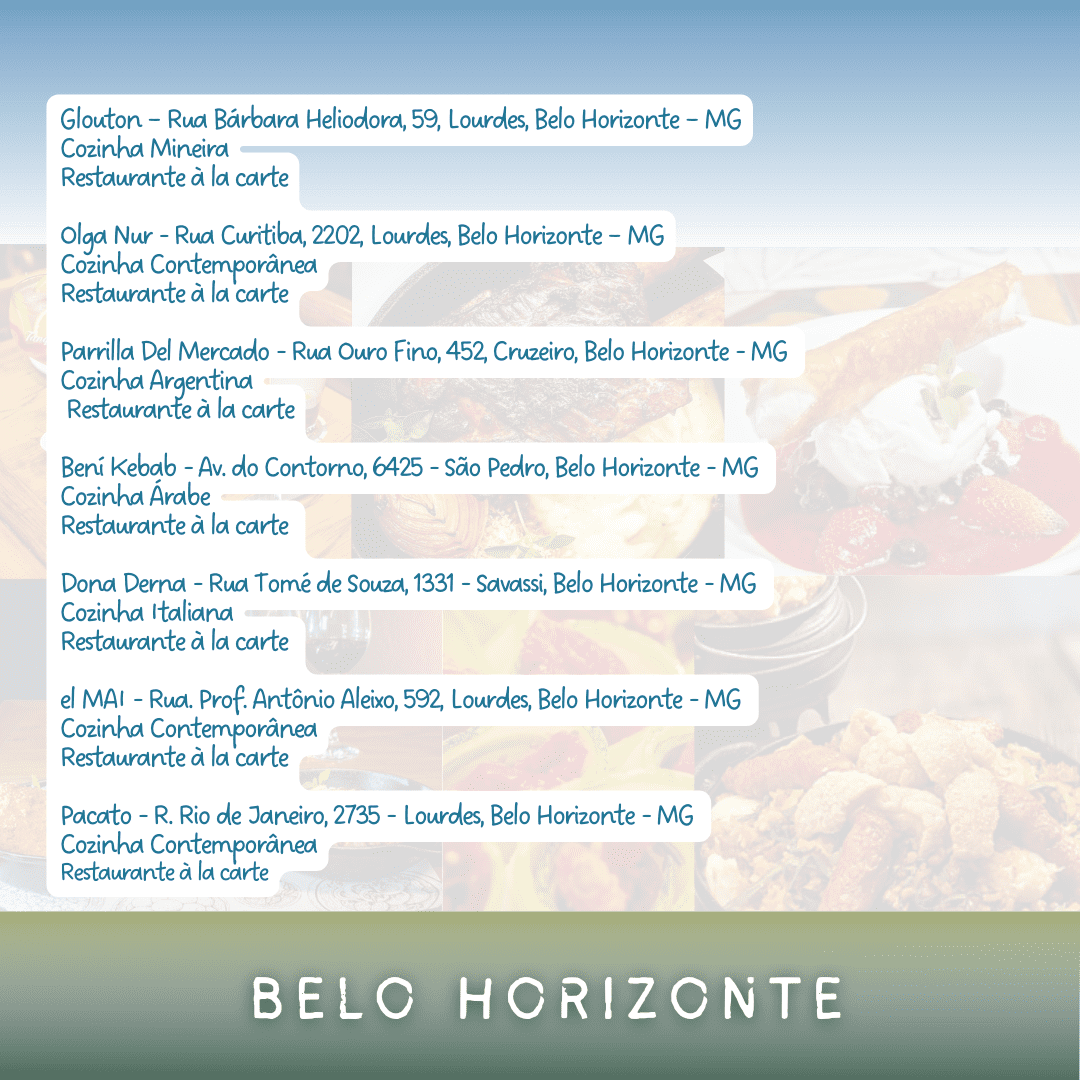 Glouton – Rua Bárbara Heliodora, 59, Lourdes, Belo Horizonte – MG
Cozinha Mineira
Restaurante à la carte
Olga Nur - Rua Curitiba, 2202, Lourdes, Belo Horizonte – MG
Cozinha Contemporânea
Restaurante à la carte
Parrilla Del Mercado - Rua Ouro Fino, 452, Cruzeiro, Belo Horizonte - MG
Cozinha Argentina
Restaurante à la carte
Bení Kebab - Av. do Contorno, 6425 - São Pedro, Belo Horizonte - MG
Cozinha Árabe
Restaurante à la carte
Dona Derna - Rua Tomé de Souza, 1331 - Savassi, Belo Horizonte - MG
Cozinha Italiana
Restaurante à la carte
el MAI - Rua. Prof. Antônio Aleixo, 592, Lourdes, Belo Horizonte - MG
Cozinha Contemporânea
Restaurante à la carte
Pacato - R. Rio de Janeiro, 2735 - Lourdes, Belo Horizonte - MG
Cozinha Contemporânea
Restaurante à la carte
BELO HORIZONTE